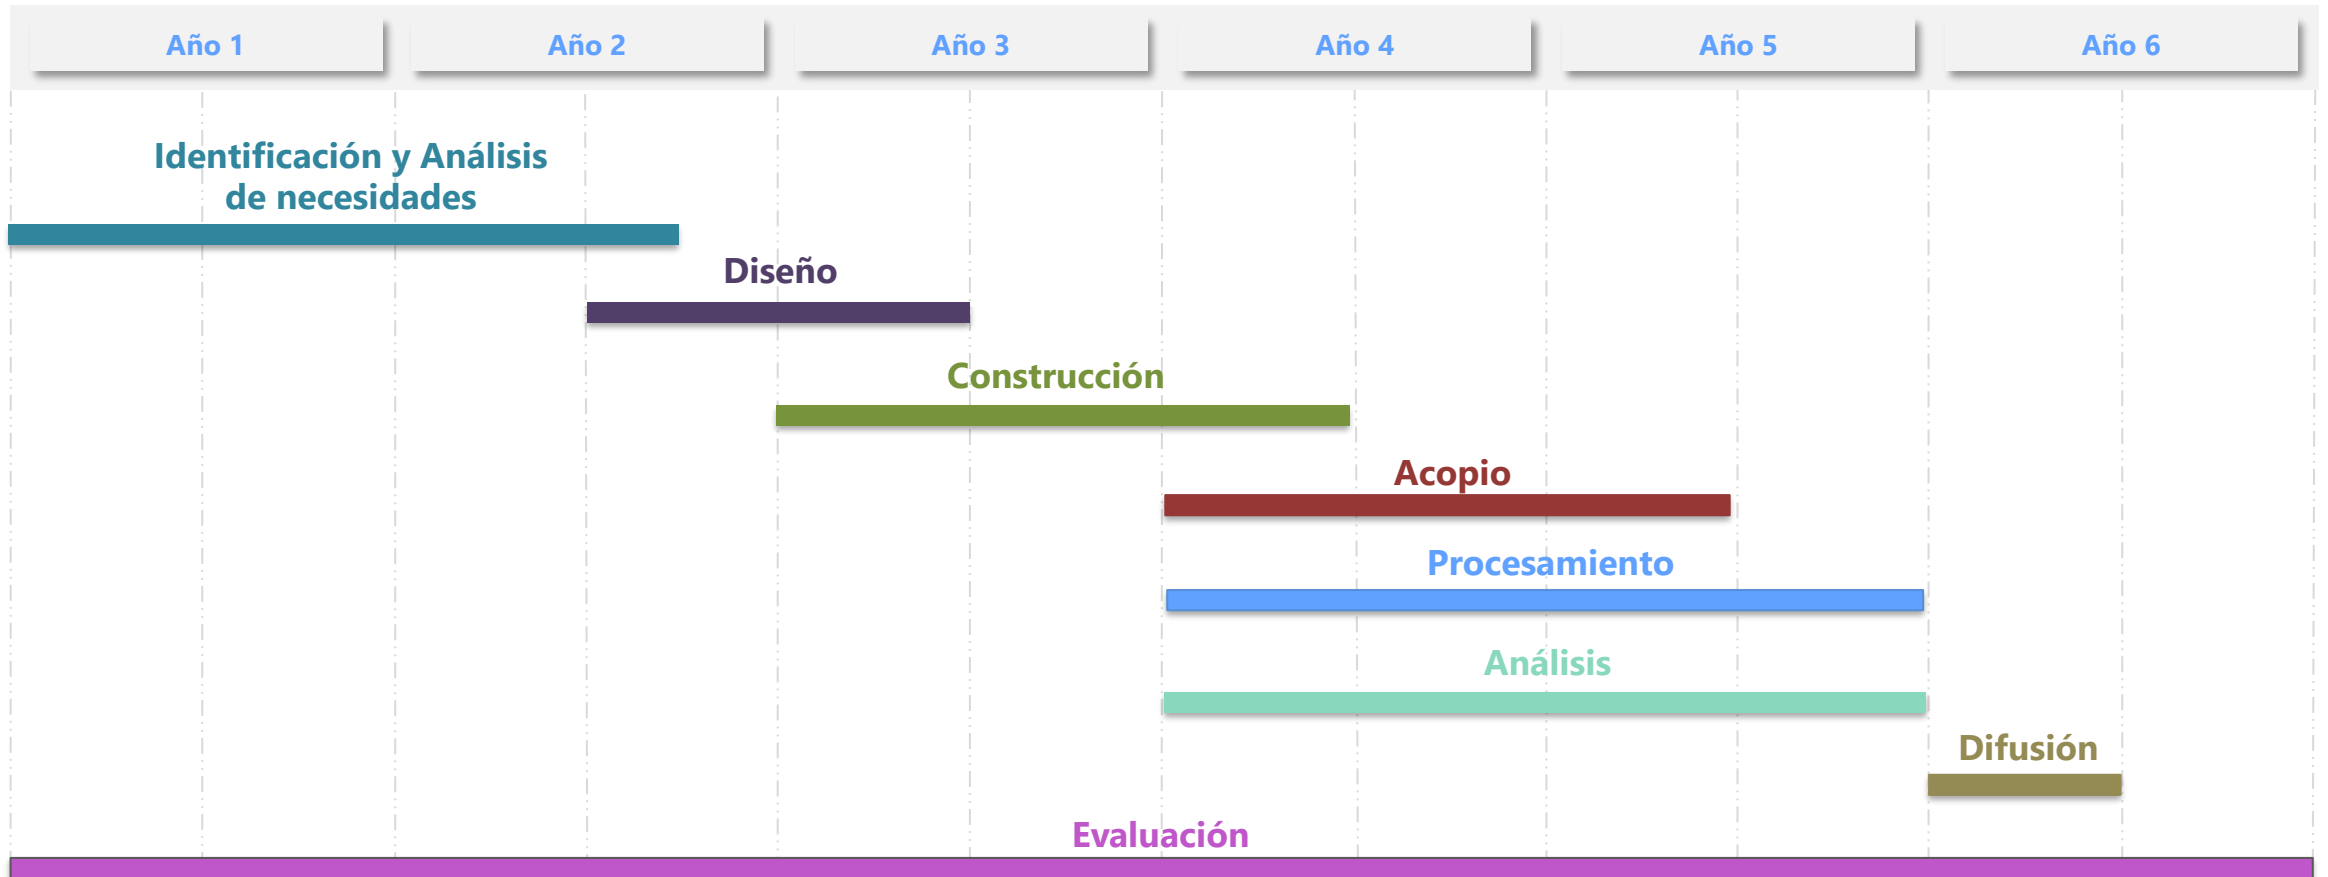 Año 1
Año 2
Año 3
Año 4
Año 5
Año 6
Identificación y Análisis
de necesidades
Diseño
Construcción
Acopio
Procesamiento
Análisis
Difusión
Evaluación